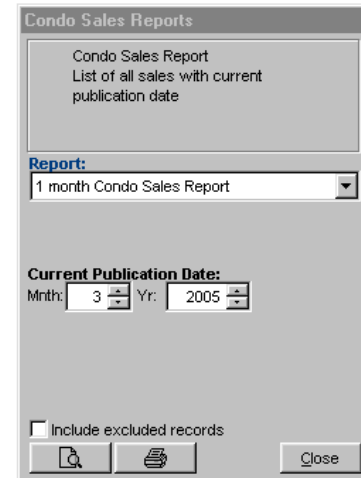 Condo Sales Reports
Condo Sales Report
List of all sales with current
publication date
Report:
1 month Condo Sales Report
Current Publication Date:
Mnth: 3 Yr: 2005
Include excluded records
Close